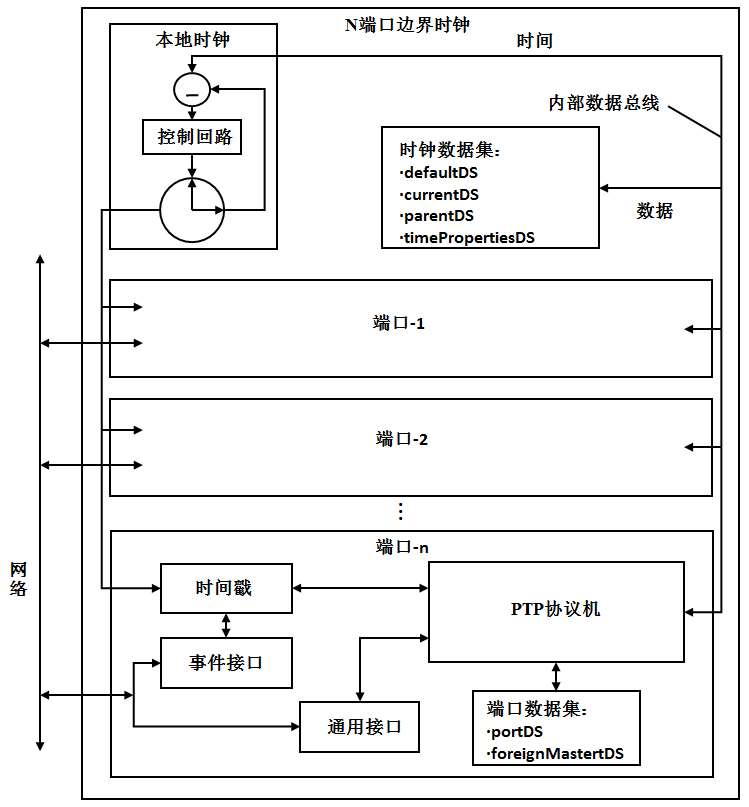 N端口边界时钟
本地时钟
时间
—
控制回路
内部数据总线
时钟数据集：
·defaultDS
·currentDS
·parentDS
·timePropertiesDS
数据
端口-1
端口-2
⋮
端口-n
网络
时间戳
PTP协议机
事件接口
通用接口
端口数据集：
·portDS
·foreignMastertDS